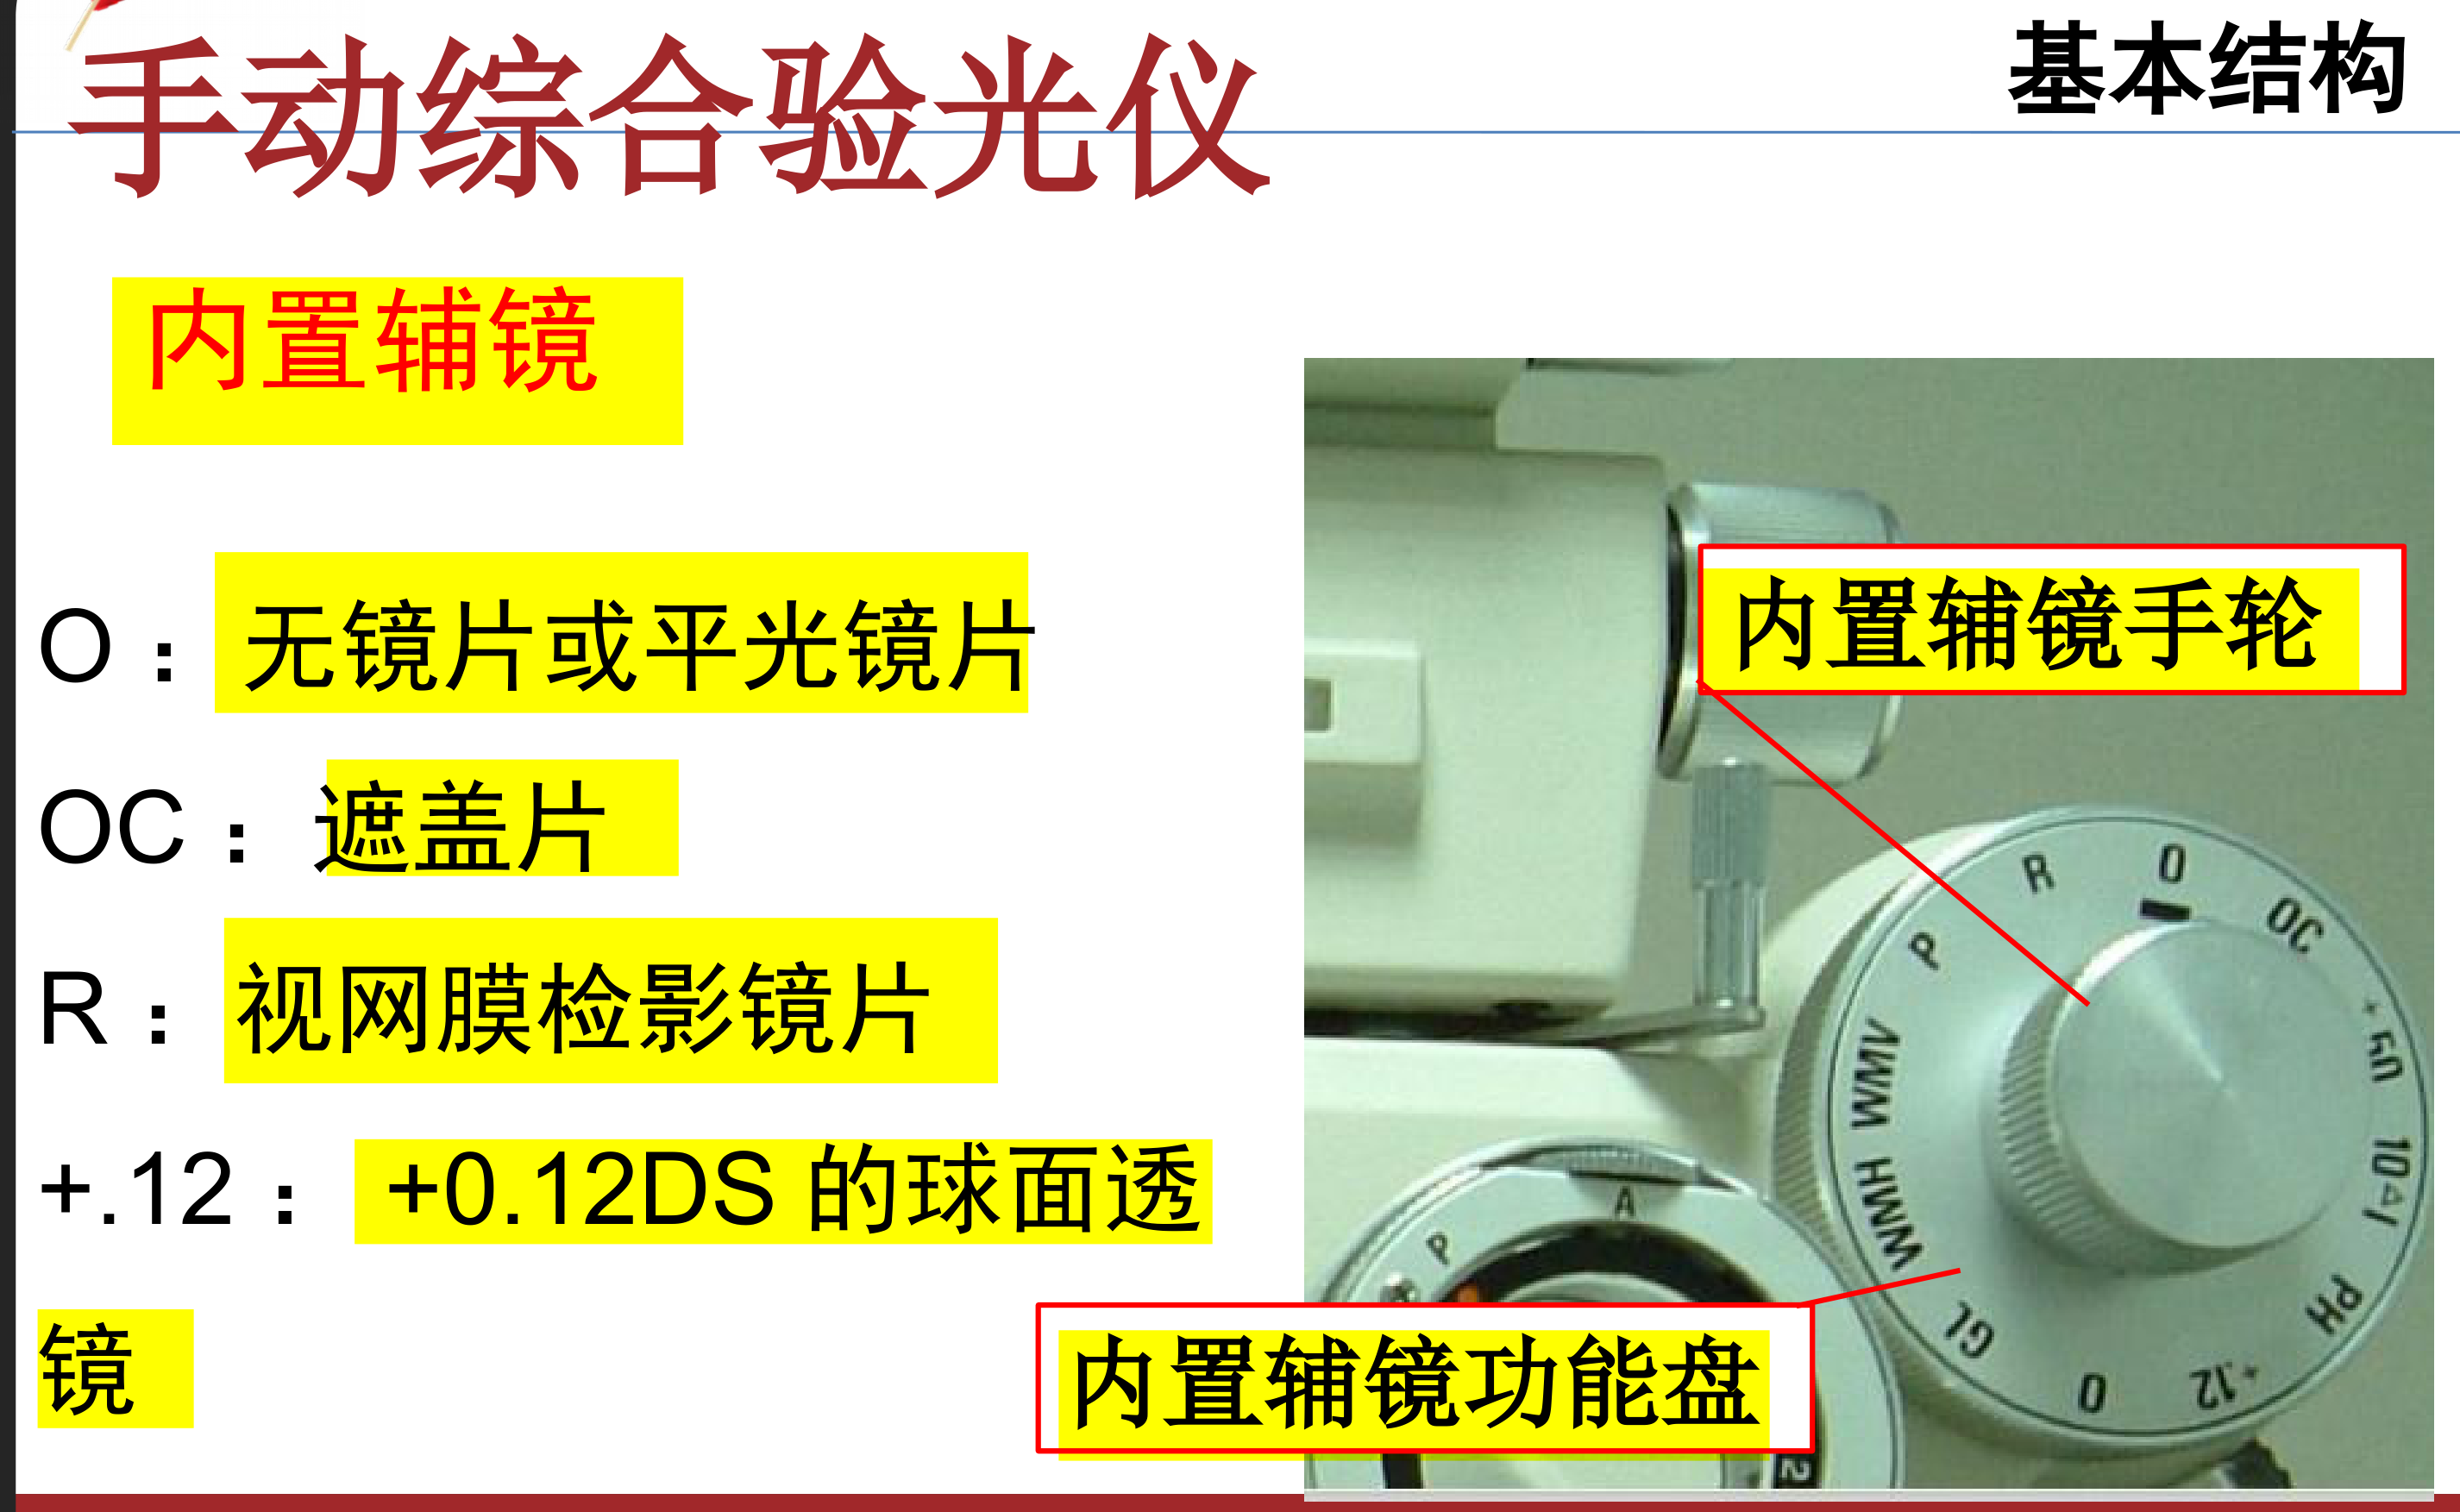 手动综合验光仪
基本结构
内置辅镜
O：无镜片或平光镜片
OC：遮盖片
R：视网膜检影镜片
+.12： +0.12DS 的球面透
镜
内置辅镜手轮
内置辅镜功能盘
O
OC
+.50
10△I
PH
+.12
O
GL
WMH
WMV
P
R
P
A
2